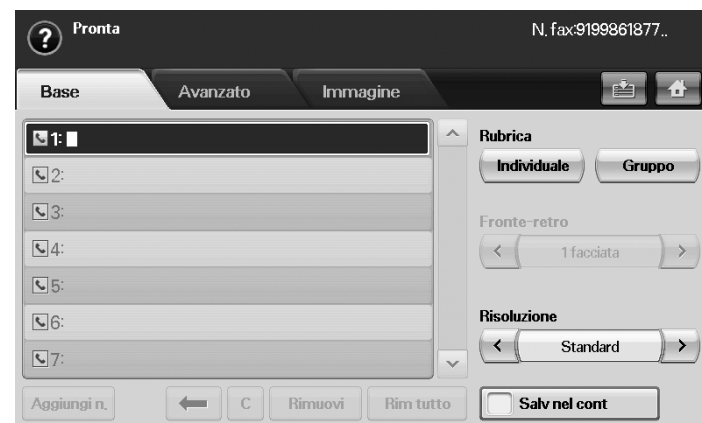 ? Pronta
N. fax:9199861877..
Base Avanzato Immagine
1:
2:
3:
4:
5:
6:
7:
Rubrica
Individuale Gruppo
Fronte-retro
< 1 facciata >
Risoluzione
< Standard >
Aggiungi n. C Rimuovi Rim tutto
Salv nel cont